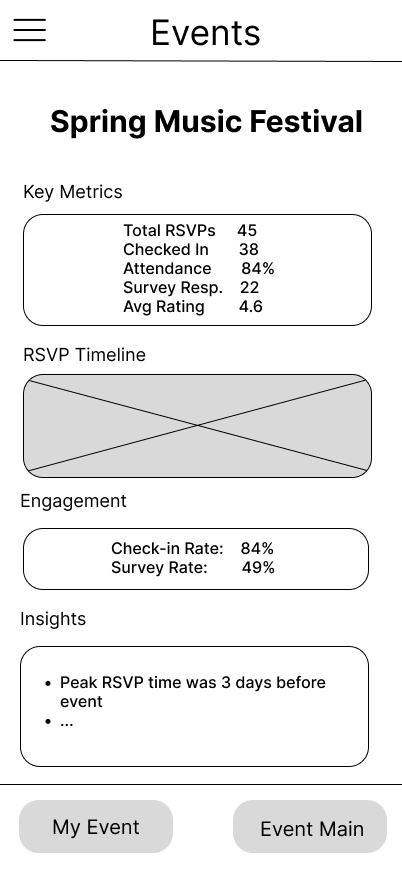 Events
Spring Music Festival
Key Metrics
Total RSVPs 45
Checked In 38
Attendance 84%
Survey Resp. 22
Avg Rating 4.6
RSVP Timeline
Engagement
Check-in Rate: 84%
Survey Rate: 49%
Insights
• Peak RSVP time was 3 days before
event
• ...
My Event
Event Main